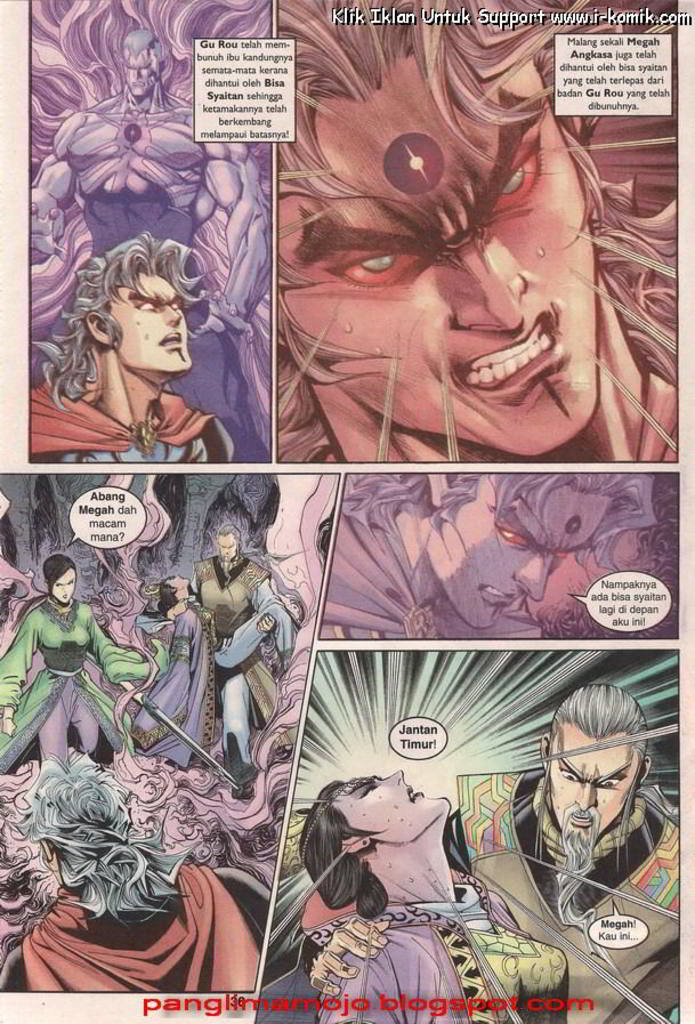 Klik Iklan Untuk Support www.i-komik.com
Gu Rou telah mem-
bunuh ibu kandungnya
semata-mata kerana
dihantui oleh Bisa
Syaitan sehingga
ketamakannya telah
berkembang
melampaui batasnya!
Malang sekali Megah
Angkasa juga telah
dihantui oleh bisa syaitan
yang telah terlepas dari
badan Gu Rou yang telah
dibunuhnya.
Abang
Megah dah
macam
mana?
Nampaknya
ada bisa syaitan
lagi di depan
aku ini!
Jantan
Timur!
Megah!
Kau ini...
36
panglimamojo.blogspot.com